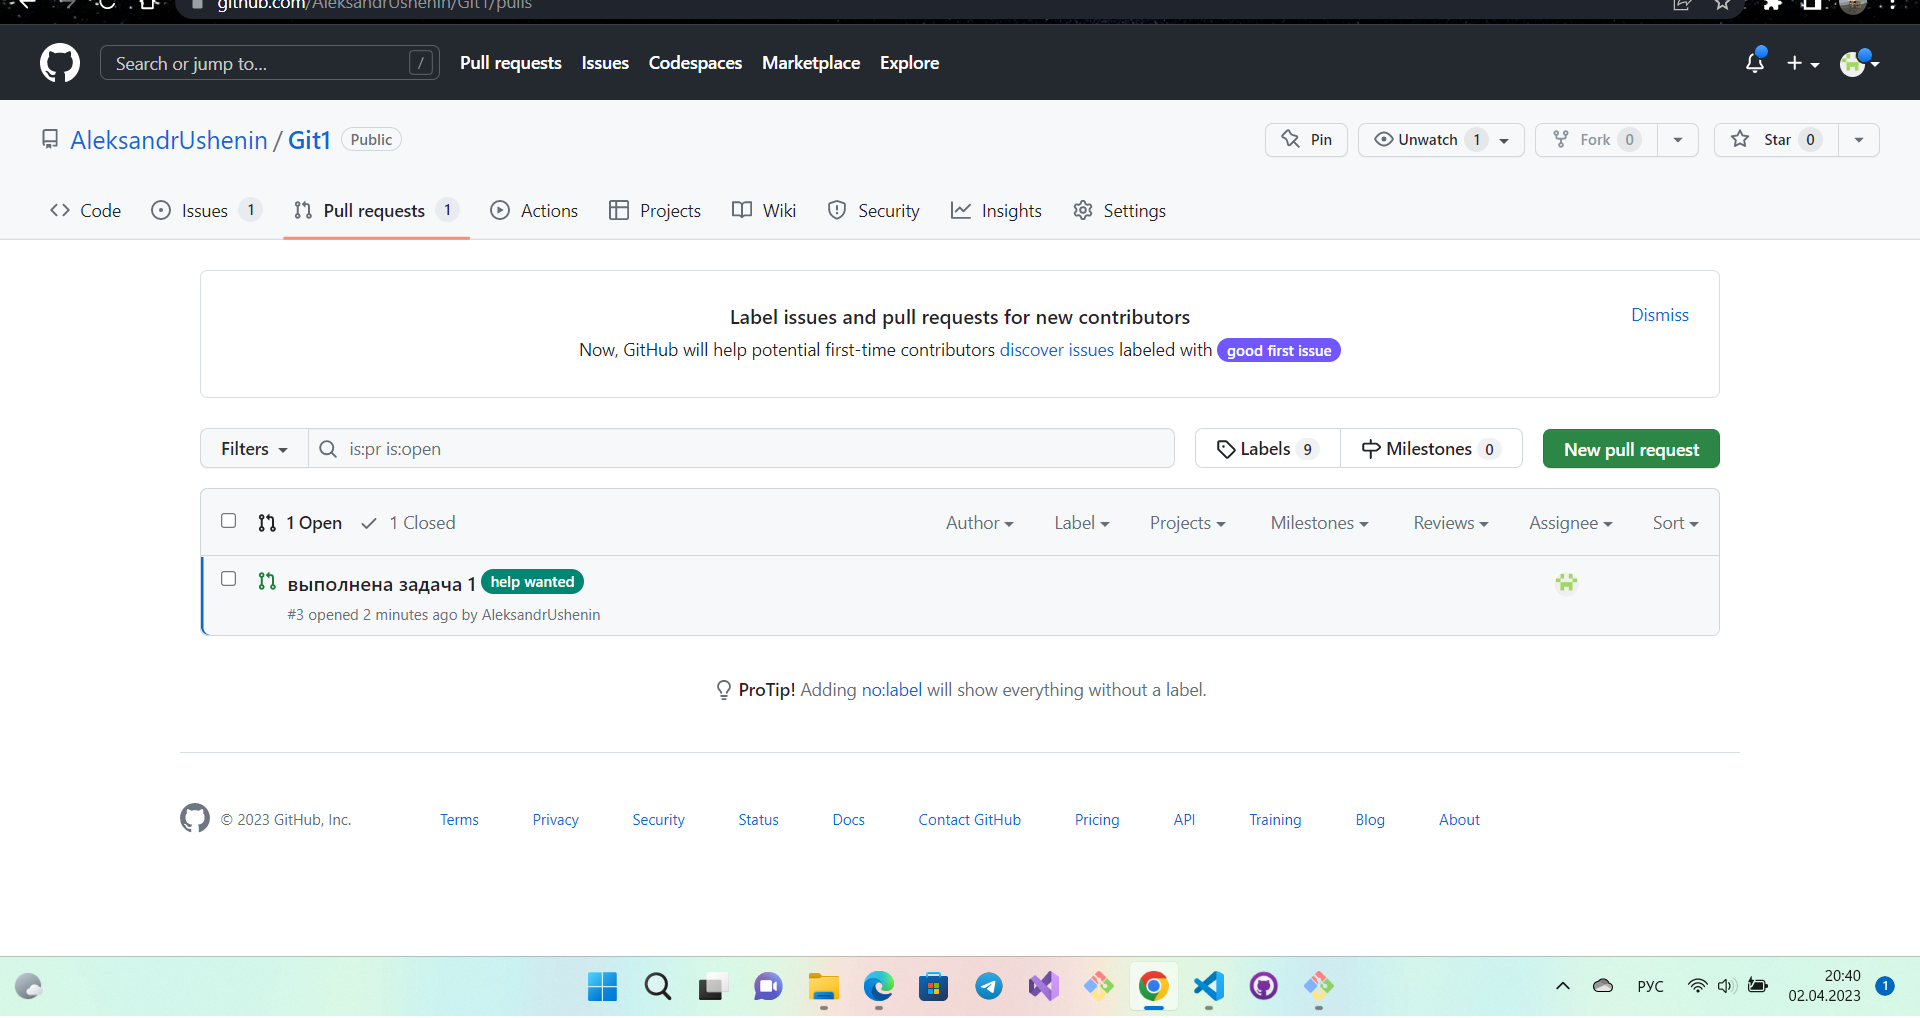 github.com/AleksandrUshenin/Git1/pulls
Search or jump to... /
Pull requests Issues Codespaces Marketplace Explore
AleksandrUshenin / Git1 Public
Pin Unwatch 1 Fork 0 Star 0
Code Issues 1 Pull requests 1 Actions Projects Wiki Security Insights Settings
Label issues and pull requests for new contributors
Dismiss
Now, GitHub will help potential first-time contributors discover issues labeled with good first issue
Filters is:pr is:open Labels 9 Milestones 0 New pull request
1 Open 1 Closed Author Label Projects Milestones Reviews Assignee Sort
выполнена задача 1 help wanted
#3 opened 2 minutes ago by AleksandrUshenin
ProTip! Adding no:label will show everything without a label.
© 2023 GitHub, Inc. Terms Privacy Security Status Docs Contact GitHub Pricing API Training Blog About
РУС 20:40 1
02.04.2023